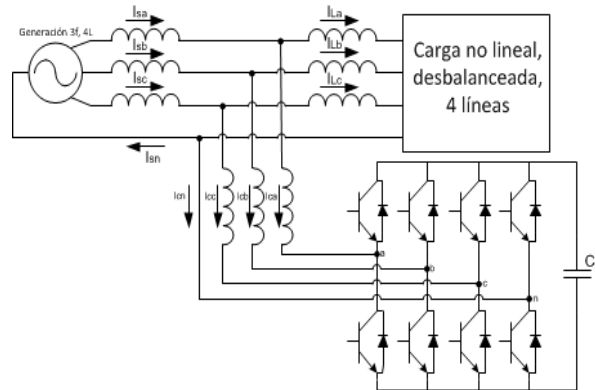 Generación 3f, 4L
Isa
Isb
Isc
ILa
ILb
ILc
Carga no lineal,
desbalanceada,
4 líneas
Isn
Icn
Icc
Icb
Ica
a
b
c
n
C